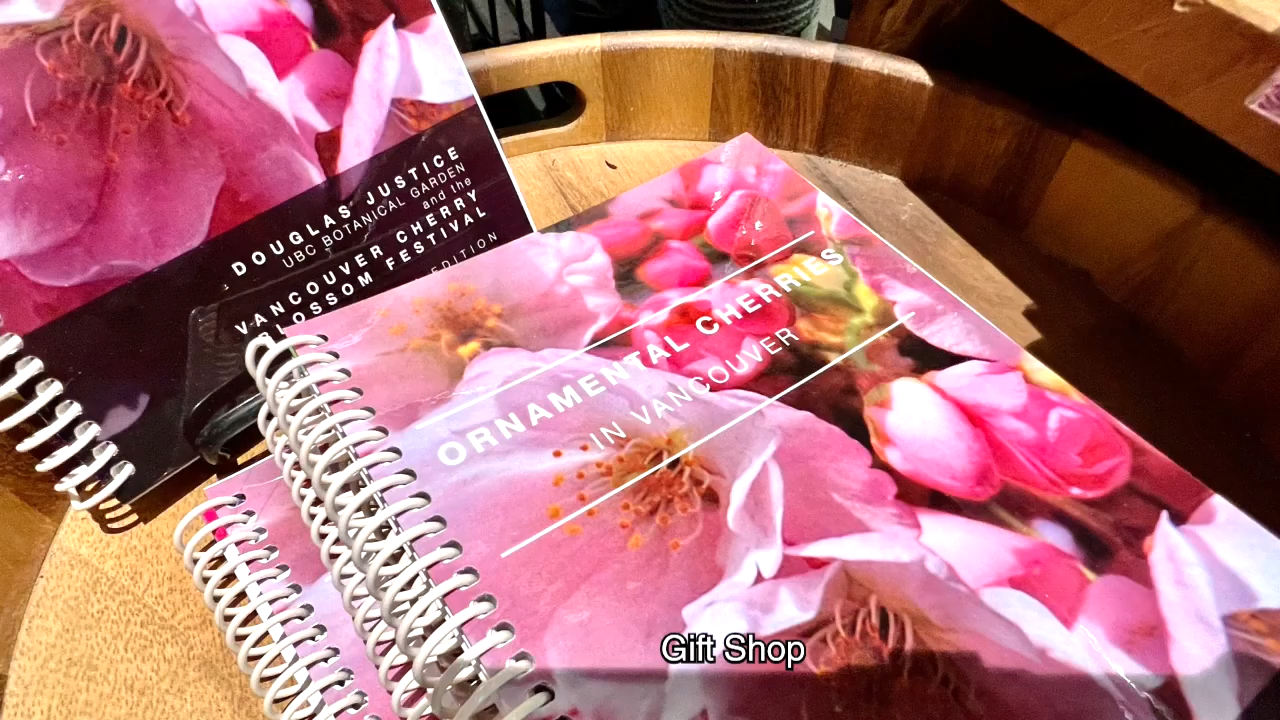 DOUGLAS JUSTICE
UBC BOTANICAL GARDEN
and the
VANCOUVER CHERRY
BLOSSOM FESTIVAL
EDITION
ORNAMENTAL CHERRIES
IN VANCOUVER
Gift Shop